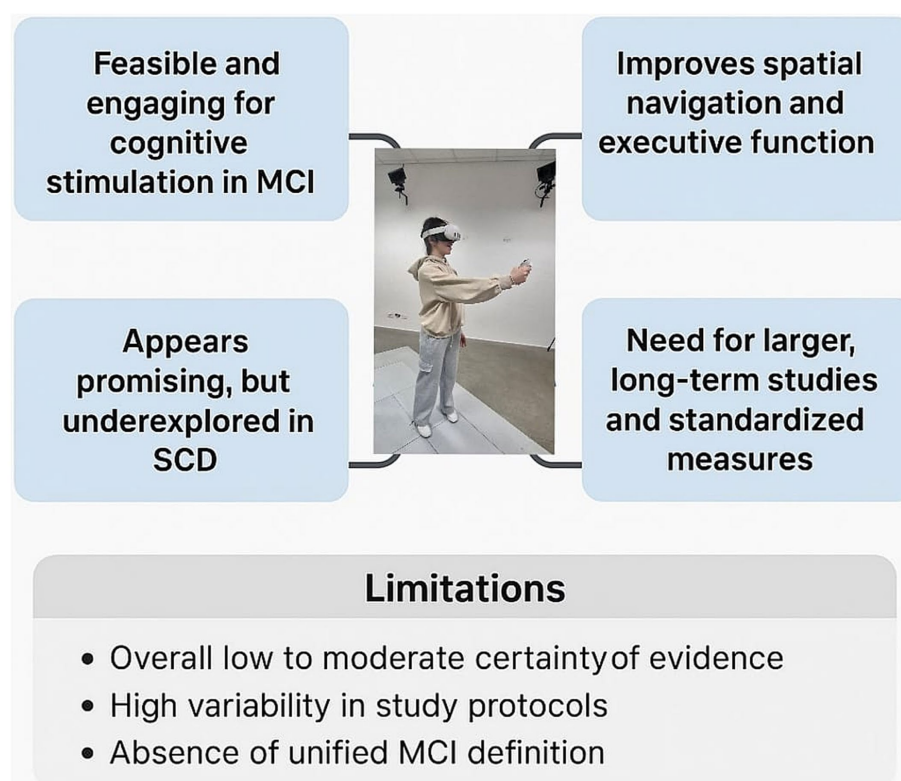 Feasible and
engaging for
cognitive
stimulation in MCI
Improves spatial
navigation and
executive function
Appears
promising, but
underexplored in
SCD
Need for larger,
long-term studies
and standardized
measures
Limitations
• Overall low to moderate certainty of evidence
• High variability in study protocols
• Absence of unified MCI definition